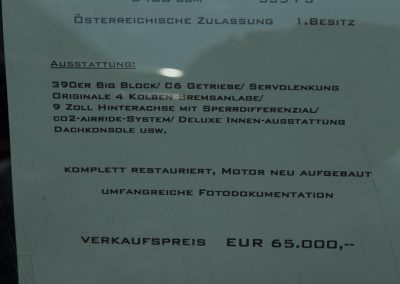 Österreichische Zulassung 1.Besitz
Ausstattung:
390er Big Block/ C6 Getriebe/ Servolenkung
Originale 4 Kolben Bremsanlage/
9 Zoll Hinterachse mit Sperrdifferenzial/
co2-airride-System/ Deluxe Innen-ausstattung
Dachkonsole usw.
komplett restauriert, Motor neu aufgebaut
umfangreiche Fotodokumentation
Verkaufspreis EUR 65.000,--